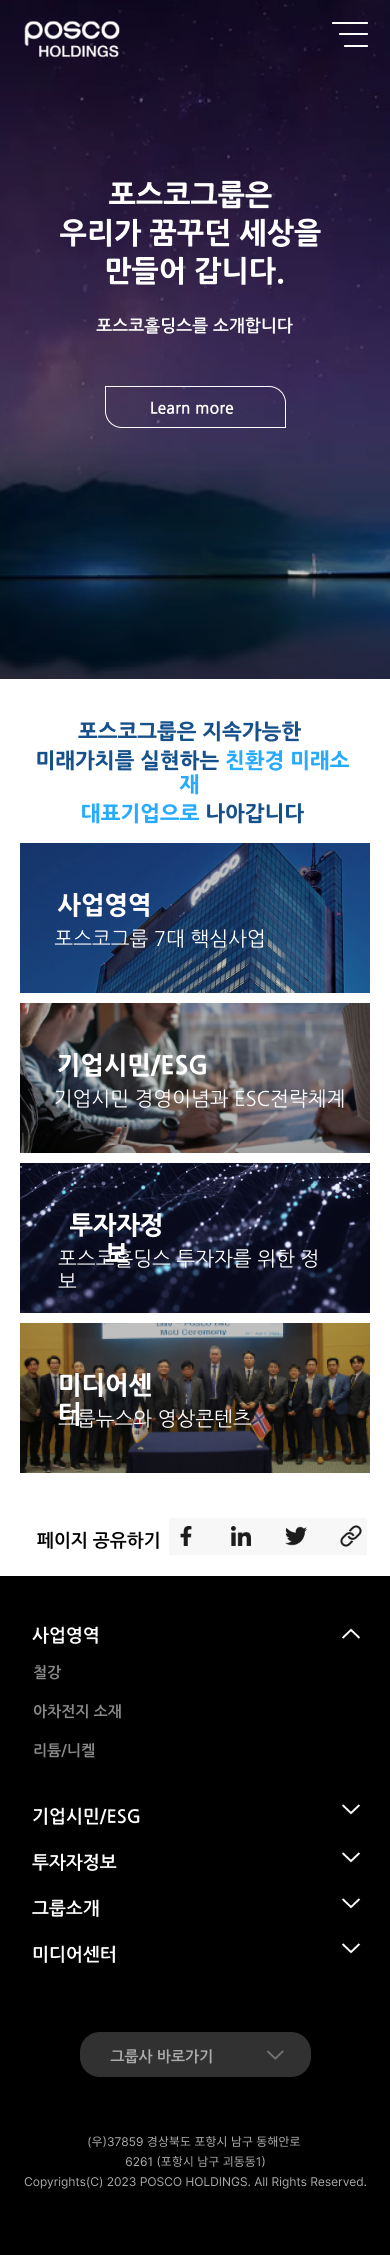 posco
HOLDINGS
포스코그룹은
우리가 꿈꾸던 세상을
만들어 갑니다.
포스코홀딩스를 소개합니다
Learn more
포스코그룹은 지속가능한
미래가치를 실현하는 친환경 미래소
재
대표기업으로 나아갑니다
posco
사업영역
포스코그룹 7대 핵심사업
기업시민/ESG
기업시민 경영이념과 ESC전략체계
투자자정
보
포스코홀딩스 투자자를 위한 정
보
MoU Ceremony
미디어센
터
그룹뉴스와 영상콘텐츠
페이지 공유하기
사업영역
철강
아차전지 소재
리튬/니켈
기업시민/ESG
투자자정보
그룹소개
미디어센터
그룹사 바로가기
(우)37859 경상북도 포항시 남구 동해안로
6261 (포항시 남구 괴동동1)
Copyrights(C) 2023 POSCO HOLDINGS. All Rights Reserved.